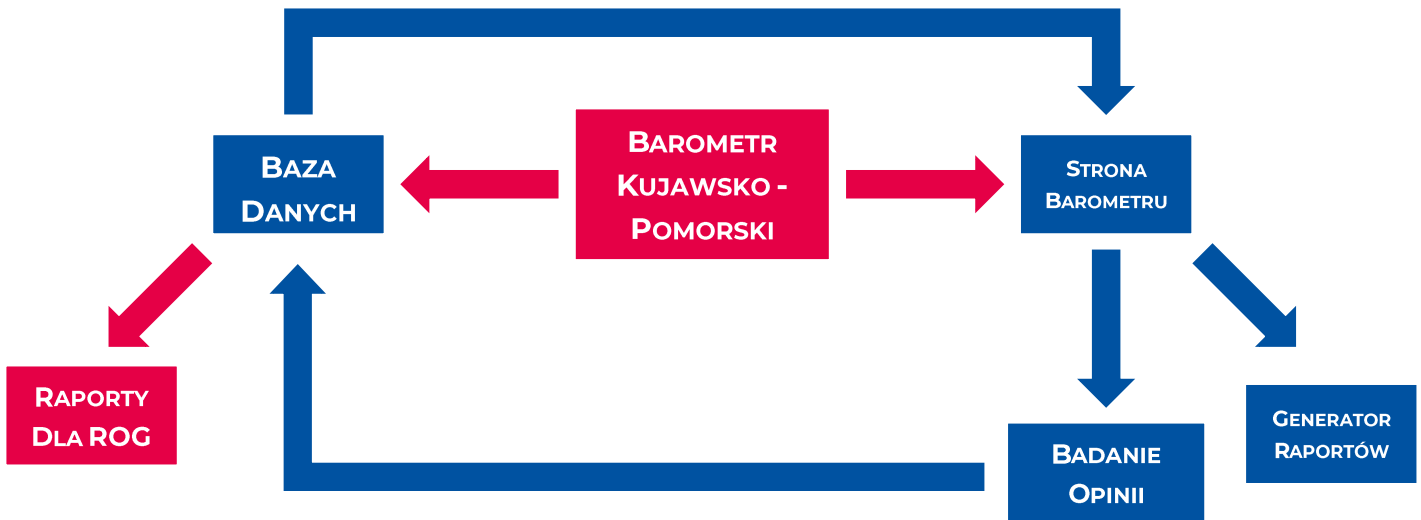 Baza
Danych
Barometr
Kujawsko -
Pomorski
Strona
Barometru
Raporty
Dla ROG
Badanie
Opinii
Generator
Raportów